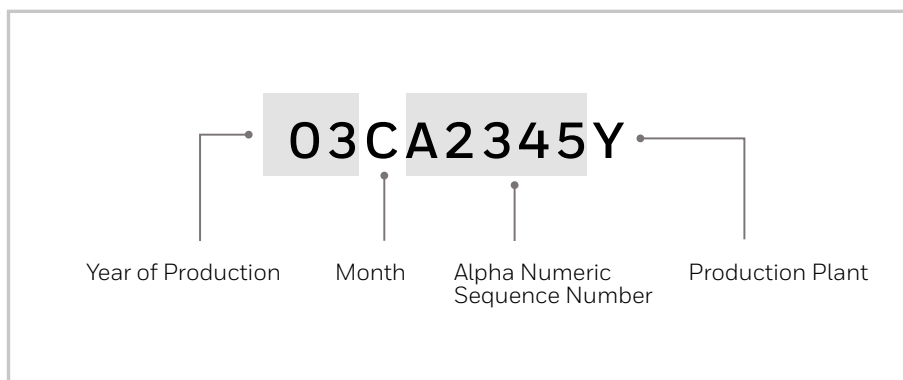 03CA2345Y
Year of Production
Month
Alpha Numeric
Sequence Number
Production Plant